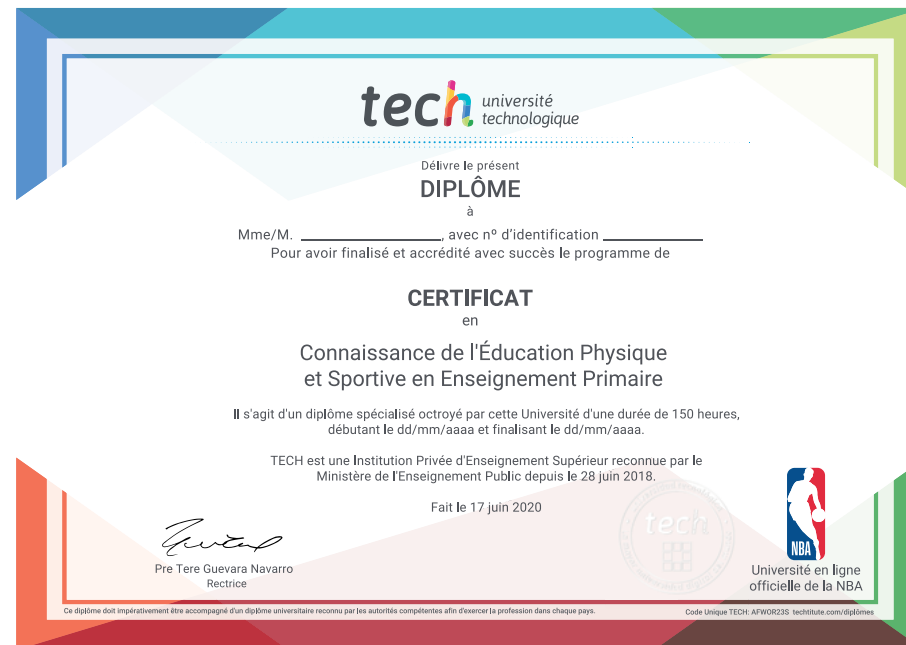 tech université
technologique
Délivre le présent
DIPLÔME
à
Mme/M. ____________________, avec nº d'identification ______________
Pour avoir finalisé et accrédité avec succès le programme de
CERTIFICAT
en
Connaissance de l'Éducation Physique
et Sportive en Enseignement Primaire
Il s'agit d'un diplôme spécialisé octroyé par cette Université d'une durée de 150 heures,
débutant le dd/mm/aaaa et finalisant le dd/mm/aaaa.
TECH est une Institution Privée d'Enseignement Supérieur reconnue par le
Ministère de l'Enseignement Public depuis le 28 juin 2018.
Fait le 17 juin 2020
tech
Pre Tere Guevara Navarro
Rectrice
NBA
Université en ligne
officielle de la NBA
Ce diplôme doit impérativement être accompagné d'un diplôme universitaire reconnu par les autorités compétentes afin d'exercer la profession dans chaque pays.
Code Unique TECH: AFWOR23S techtitute.com/diplômes